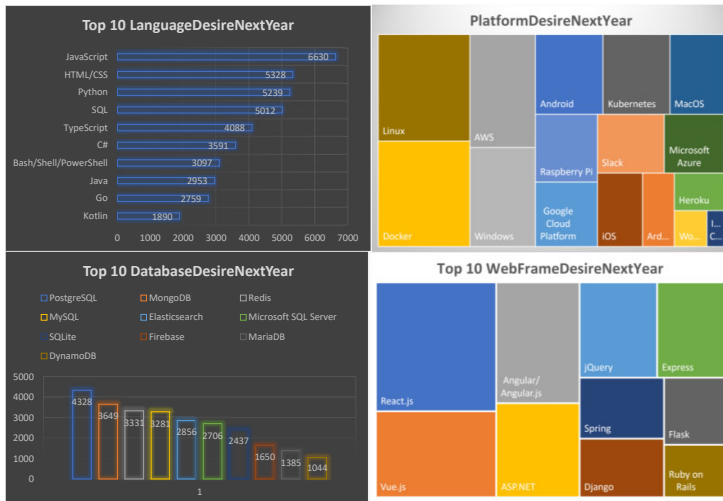 Top 10 LanguageDesireNextYear
JavaScript 6630
HTML/CSS 5328
Python 5239
SQL 5012
TypeScript 4088
C# 3591
Bash/Shell/PowerShell 3097
Java 2953
Go 2759
Kotlin 1890
0 1000 2000 3000 4000 5000 6000 7000
PlatformDesireNextYear
Linux
Docker
AWS
Windows
Android
Kubernetes
MacOS
Raspberry Pi
Slack
Microsoft
Azure
Google
Cloud
Platform
iOS
Ard...
Heroku
Wo...
I...
C...
Top 10 DatabaseDesireNextYear
PostgreSQL MongoDB Redis
MySQL Elasticsearch Microsoft SQL Server
SQLite Firebase MariaDB
DynamoDB
5000
4000
3000
2000
1000
0
4328 3649 3331 3281 2856 2706 2437 1650 1385 1044
1
Top 10 WebFrameDesireNextYear
React.js
Vue.js
Angular/
Angular.js
ASP.NET
jQuery
Express
Spring
Flask
Django
Ruby on
Rails